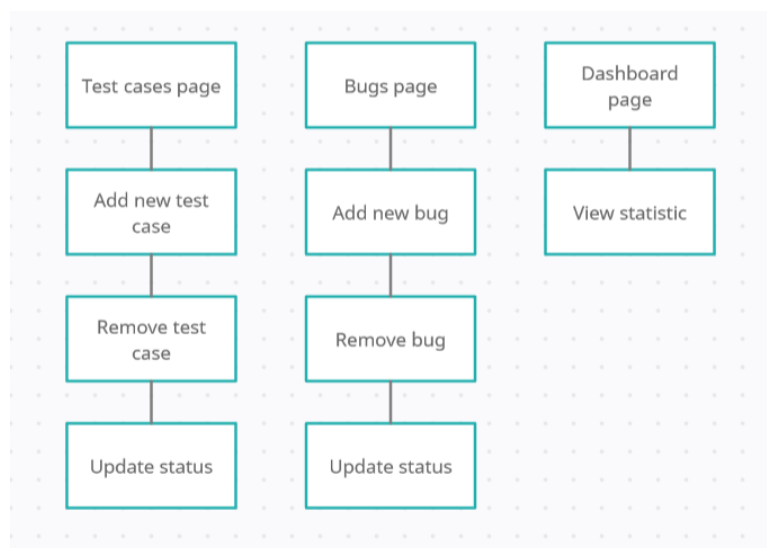 Test cases page
Add new test
case
Remove test
case
Update status
Bugs page
Add new bug
Remove bug
Update status
Dashboard
page
View statistic